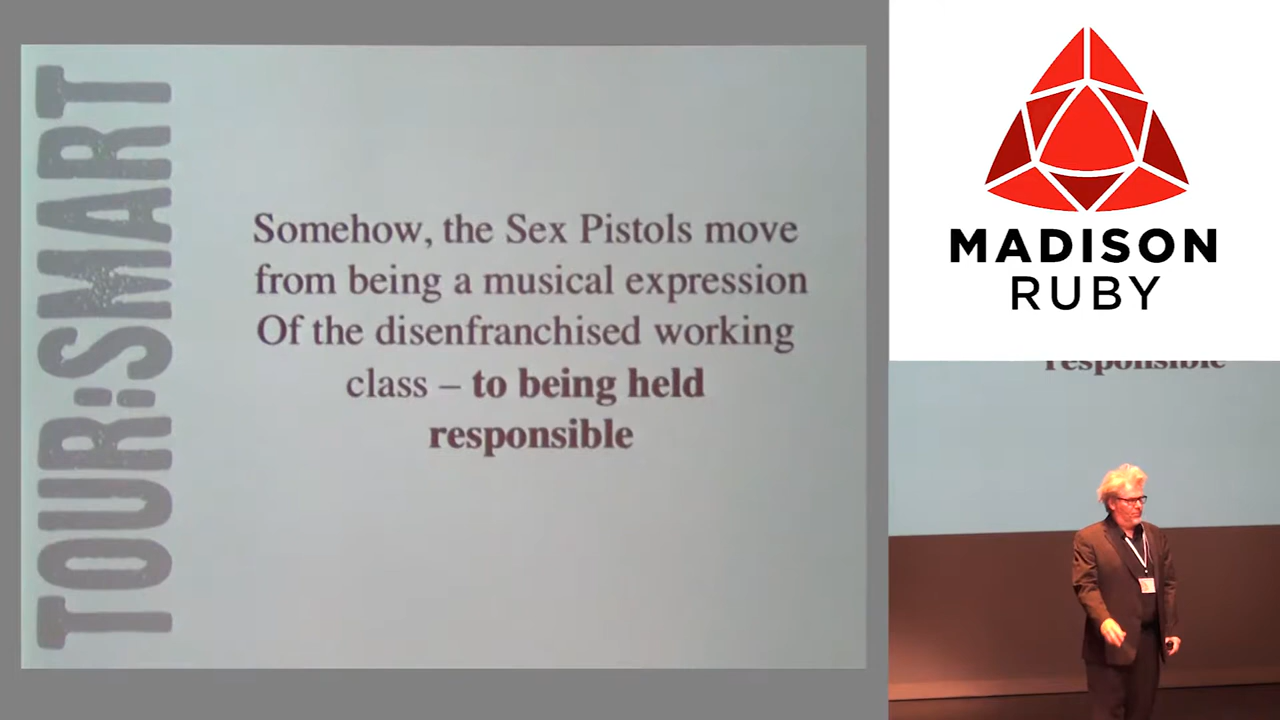 TOUR:SMART
Somehow, the Sex Pistols move
from being a musical expression
Of the disenfranchised working
class – to being held
responsible
MADISON
RUBY
responsible